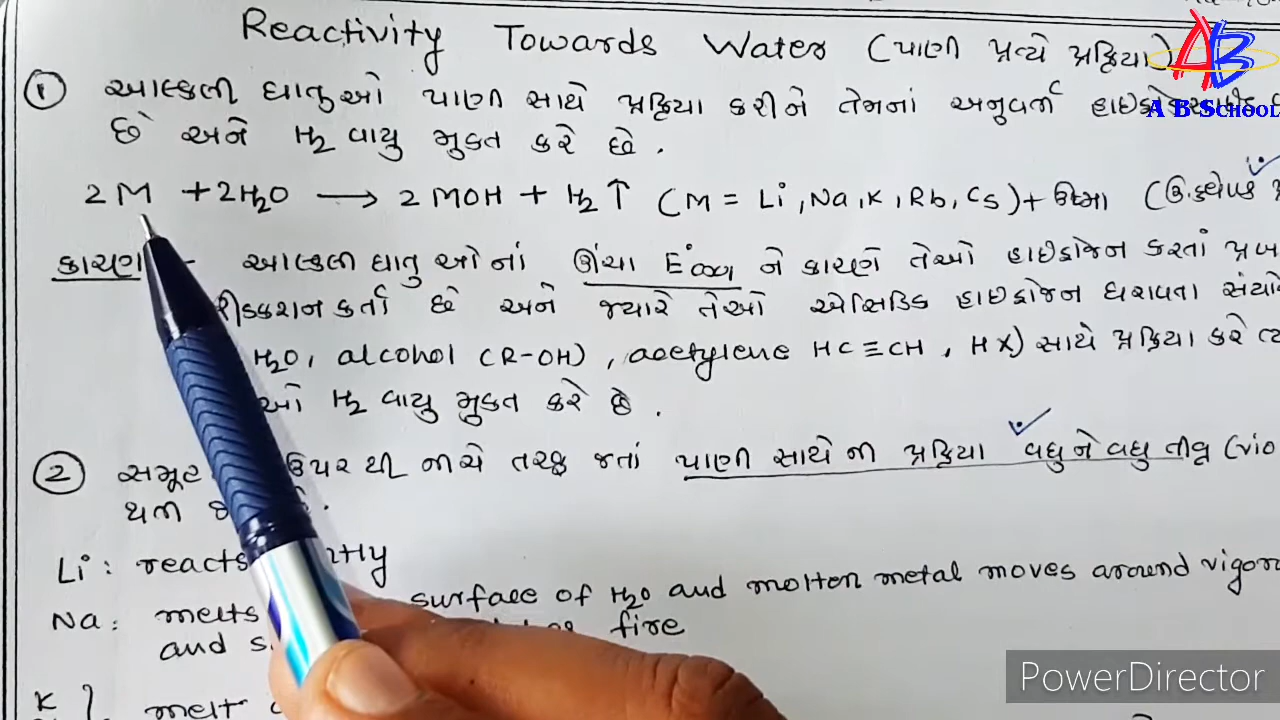 Reactivity Towards Water (પાણી પ્રત્યે પ્રક્રિયા)
A B SCHOOL
① આલ્કલી ધાતુઓ પાણી સાથે પ્રક્રિયા કરીને તેમનાં અનુવર્તી
છે અને H₂ વાયુ મુક્ત કરે છે.
2M + 2H₂O → 2MOH + H₂↑ (M = Li, Na, K, Rb, Cs) + ઉષ્મા
કારણ - આલ્કલી ધાતુઓનાં ઊંચા E°oxn ને કારણે તેઓ હાઇડ્રોજન કરતાં
રીડકશન કર્તા છે અને જ્યારે તેઓ એસિડિક હાઇડ્રોજન ધરાવતા
H₂O, alcohol (R-OH), acetylene HC≡CH, HX) સાથે પ્રક્રિયા કરે
H₂ વાયુ મુક્ત કરે છે.
② ઉપર થી નીચે તરફ જતાં પાણી સાથે ની પ્રક્રિયા વધુ ને વધુ તીવ્ર
થતી
Li: reacts
Na: melts surface of H₂O and molten metal moves around
and fire
K melt
PowerDirector